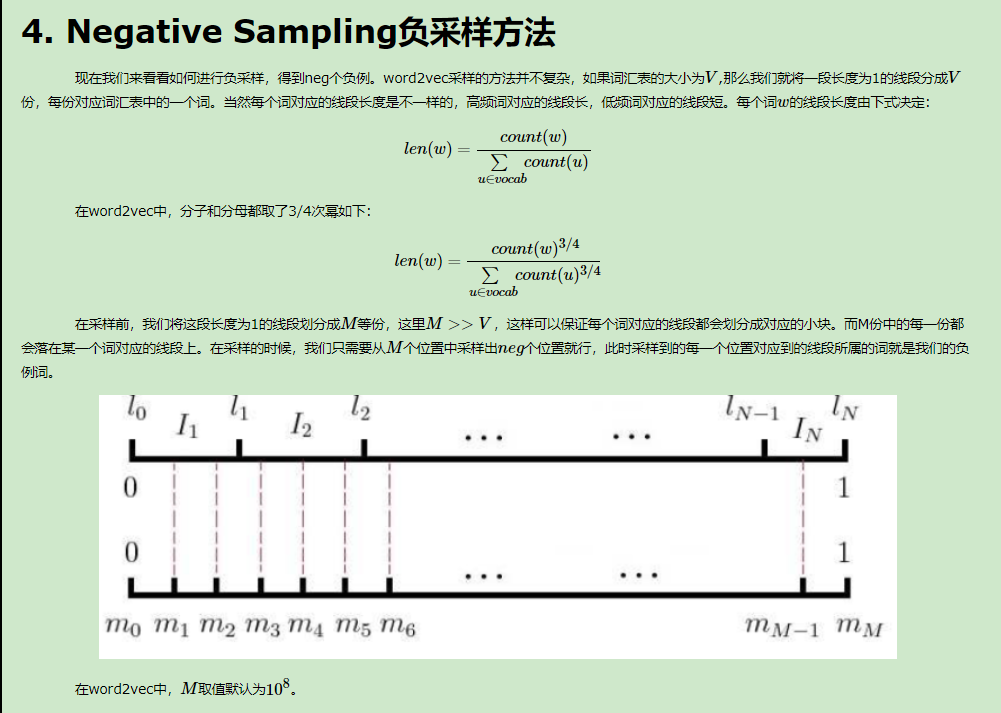 4. Negative Sampling负采样方法
现在我们来看看如何进行负采样，得到neg个负例。word2vec采样的方法并不复杂，如果词汇表的大小为V,那么我们就将一段长度为1的线段分成V
份，每份对应词汇表中的一个词。当然每个词对应的线段长度是不一样的，高频词对应的线段长，低频词对应的线段短。每个词w的线段长度由下式决定：
len(w) = count(w) / ∑_{u∈vocab} count(u)
在word2vec中，分子和分母都取了3/4次幂如下：
len(w) = count(w)^{3/4} / ∑_{u∈vocab} count(u)^{3/4}
在采样前，我们将这段长度为1的线段划分成M等份，这里M >> V，这样可以保证每个词对应的线段都会划分成对应的小块。而M份中的每一份都
会落在某一个词对应的线段上。在采样的时候，我们只需要从M个位置中采样出neg个位置就行，此时采样到的每一个位置对应到的线段所属的词就是我们的负
例词。
l_0 l_1 l_2 l_{N-1} l_N
I_1 I_2 I_N
... ...
0 1
0 1
... ...
m_0 m_1 m_2 m_3 m_4 m_5 m_6 m_{M-1} m_M
在word2vec中，M取值默认为10^8。